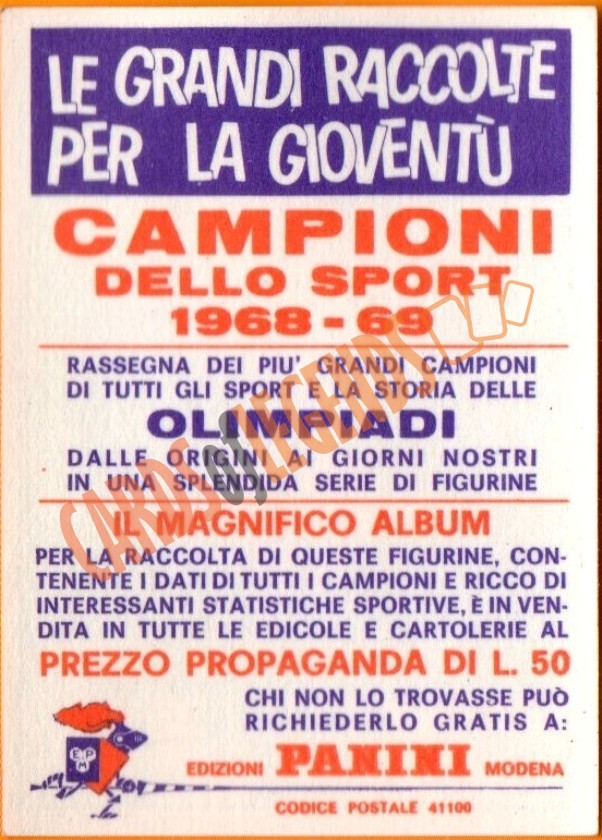 LE GRANDI RACCOLTE
PER LA GIOVENTÙ
CAMPIONI
DELLO SPORT
1968-69
RASSEGNA DEI PIU' GRANDI CAMPIONI
DI TUTTI GLI SPORT E LA STORIA DELLE
OLIMPIADI
DALLE ORIGINI AI GIORNI NOSTRI
IN UNA SPLENDIDA SERIE DI FIGURINE
IL MAGNIFICO ALBUM
PER LA RACCOLTA DI QUESTE FIGURINE, CON-
TENENTE I DATI DI TUTTI I CAMPIONI E RICCO DI
INTERESSANTI STATISTICHE SPORTIVE, È IN VEN-
DITA IN TUTTE LE EDICOLE E CARTOLERIE AL
PREZZO PROPAGANDA DI L. 50
CHI NON LO TROVASSE PUÒ
RICHIEDERLO GRATIS A:
EPM
EDIZIONI PANINI MODENA
CODICE POSTALE 41100
CARDS OF LEGENDS